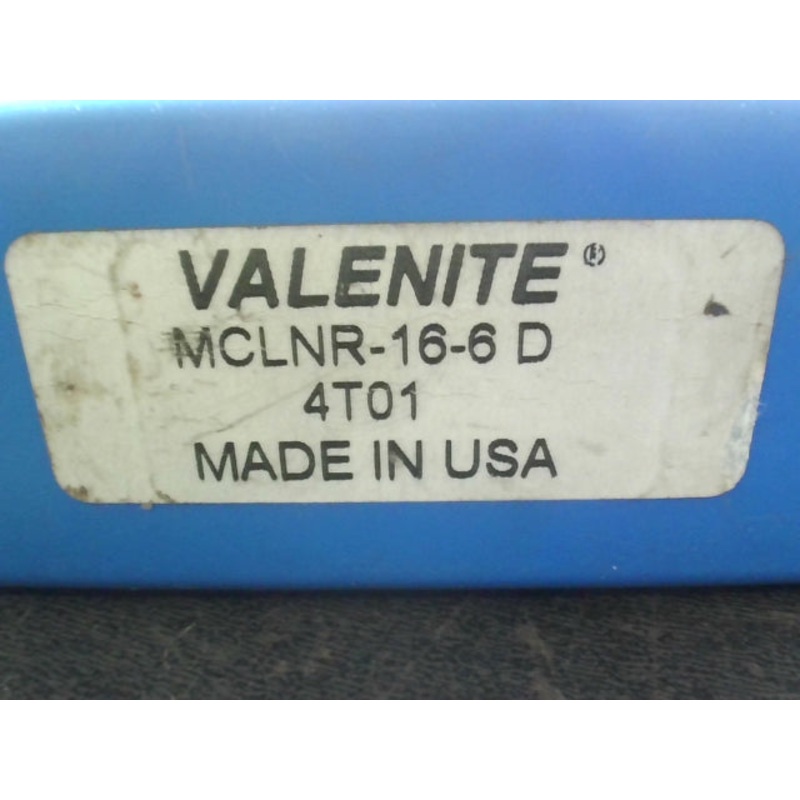 VALENITE®
MCLNR-16-6 D
4T01
MADE IN USA